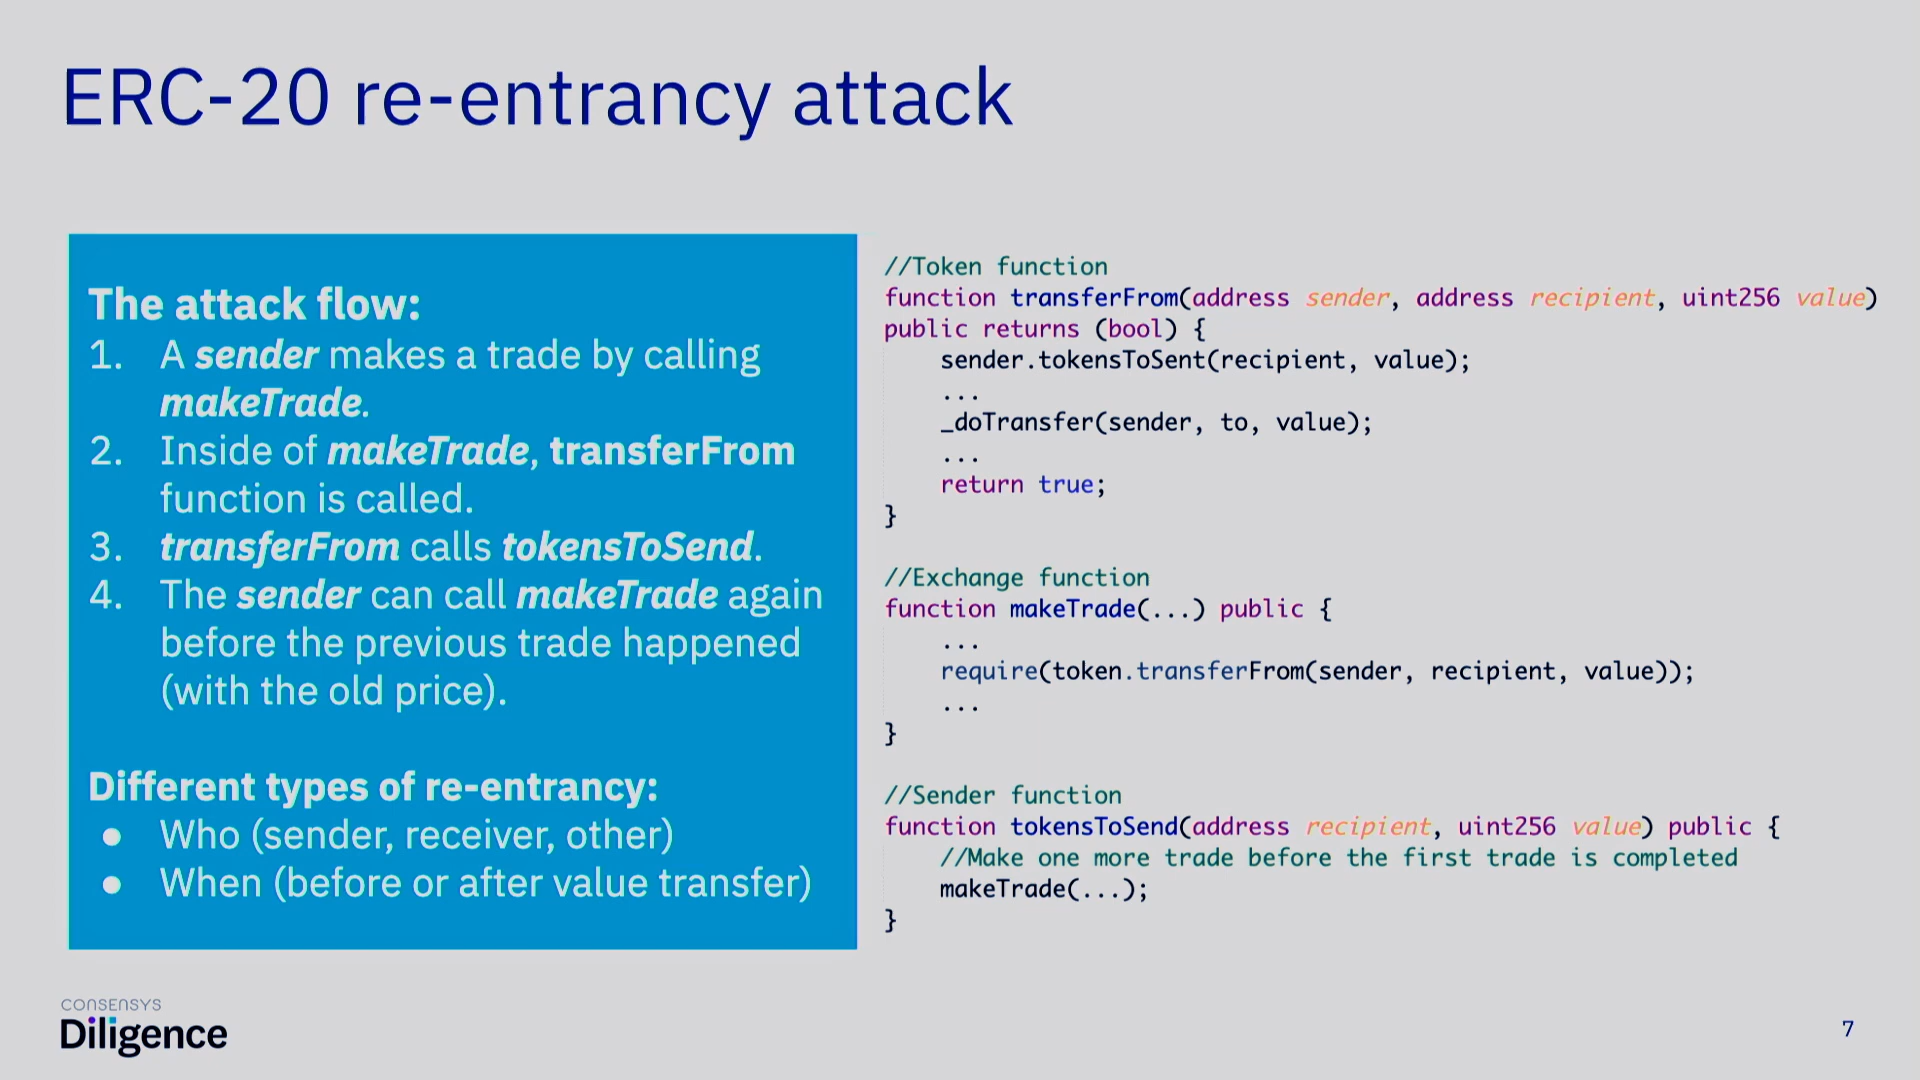 ERC-20 re-entrancy attack
The attack flow:
1. A sender makes a trade by calling
makeTrade.
2. Inside of makeTrade, transferFrom
function is called.
3. transferFrom calls tokensToSend.
4. The sender can call makeTrade again
before the previous trade happened
(with the old price).
Different types of re-entrancy:
● Who (sender, receiver, other)
● When (before or after value transfer)
//Token function
function transferFrom(address sender, address recipient, uint256 value)
public returns (bool) {
    sender.tokensToSent(recipient, value);
    ...
    _doTransfer(sender, to, value);
    ...
    return true;
}
//Exchange function
function makeTrade(...) public {
    ...
    require(token.transferFrom(sender, recipient, value));
    ...
}
//Sender function
function tokensToSend(address recipient, uint256 value) public {
    //Make one more trade before the first trade is completed
    makeTrade(...);
}
CONSENSYS
Diligence
7